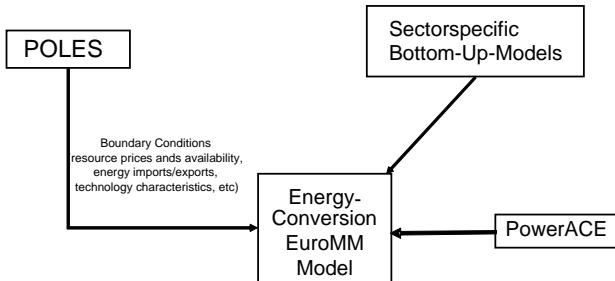 POLES
Sectorspecific
Bottom-Up-Models
Boundary Conditions
resource prices ands availability,
energy imports/exports,
technology characteristics, etc)
Energy-
Conversion
EuroMM
Model
PowerACE